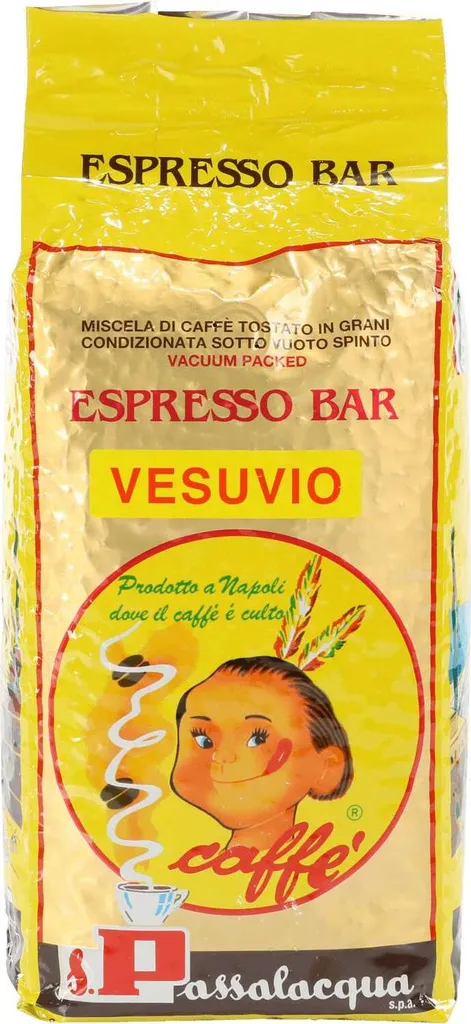 ESPRESSO BAR
MISCELA DI CAFFÈ TOSTATO IN GRANI
CONDIZIONATA SOTTO VUOTO SPINTO
VACUUM PACKED
ESPRESSO BAR
VESUVIO
Prodotto a Napoli
dove il caffè é culto
®
caffè
S. Passalacqua
s.p.a.